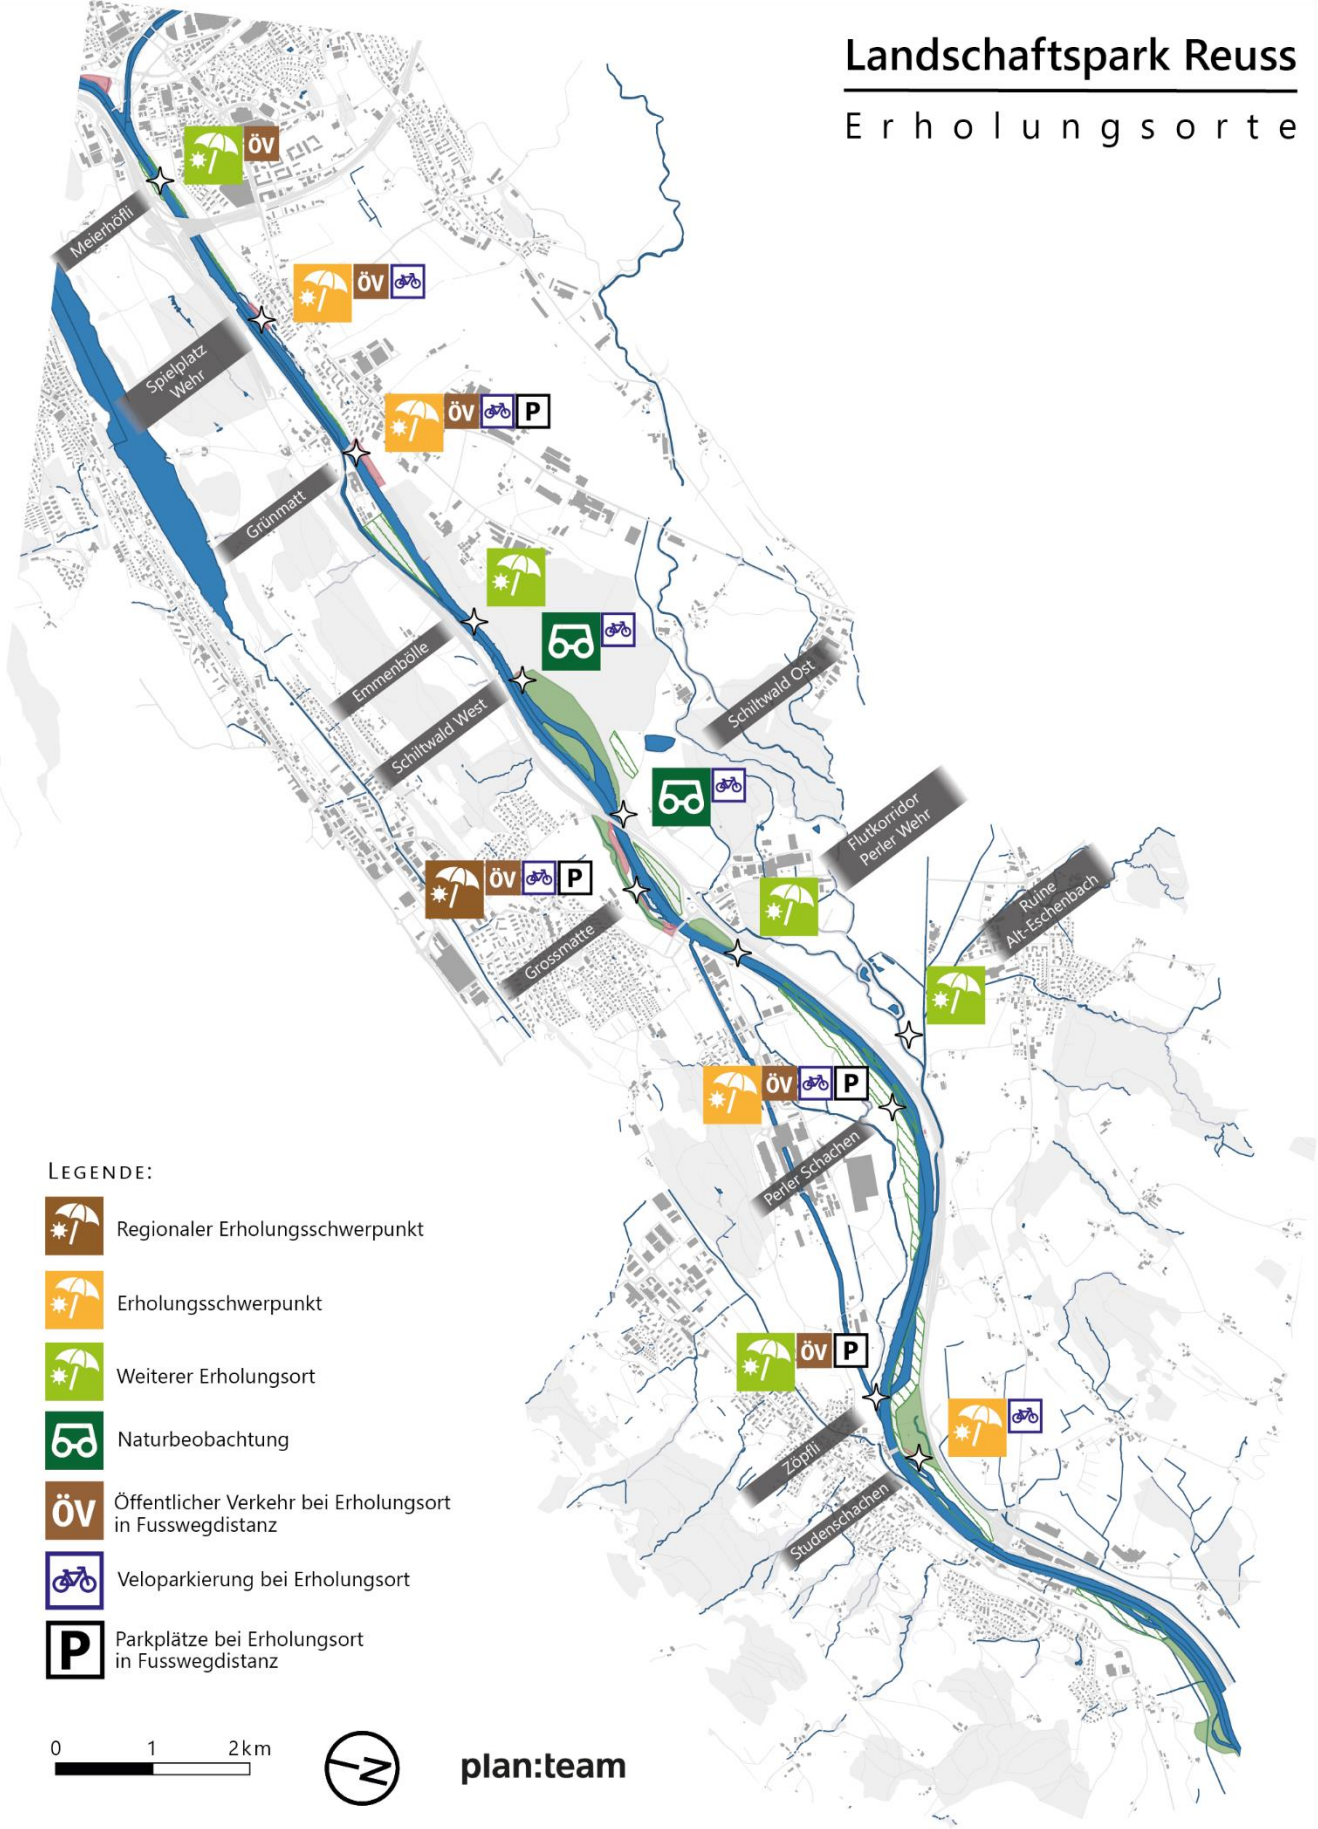 Landschaftspark Reuss
Erholungsorte
ÖV
Meierhöfli
ÖV
Spielplatz
Wehr
ÖV P
Grünmatt
Emmenbölle
Schiltwald West
Schiltwald Ost
Flutkorridor
Perler Wehr
ÖV P
Ruine
Alt-Eschenbach
Grossmatte
ÖV P
Perler Schachen
ÖV P
Zöpfli
Studenschachen
LEGENDE:
Regionaler Erholungsschwerpunkt
Erholungsschwerpunkt
Weiterer Erholungsort
Naturbeobachtung
ÖV Öffentlicher Verkehr bei Erholungsort
in Fusswegdistanz
Veloparkierung bei Erholungsort
P Parkplätze bei Erholungsort
in Fusswegdistanz
0 1 2km
N
plan:team